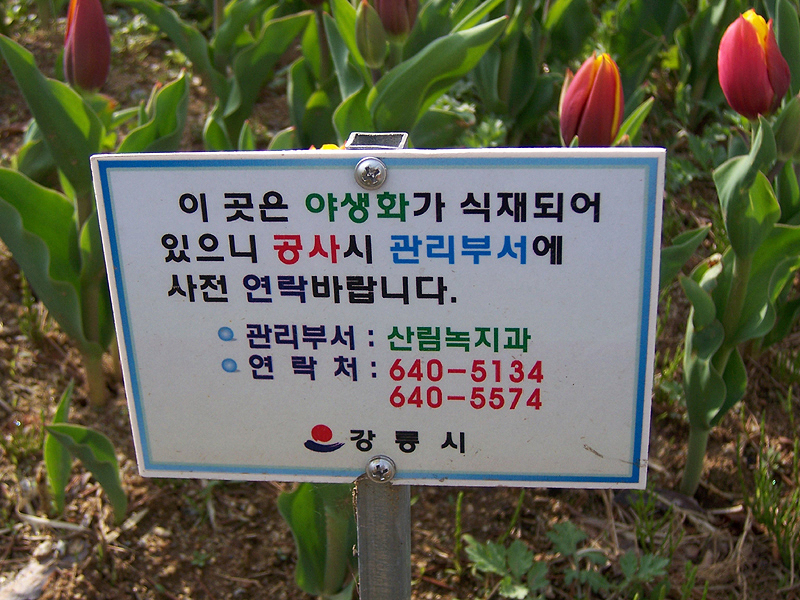 이 곳은 야생화가 식재되어
있으니 공사시 관리부서에
사전 연락바랍니다.
관리부서 : 산림녹지과
연 락 처 : 640-5134
640-5574
강 릉 시